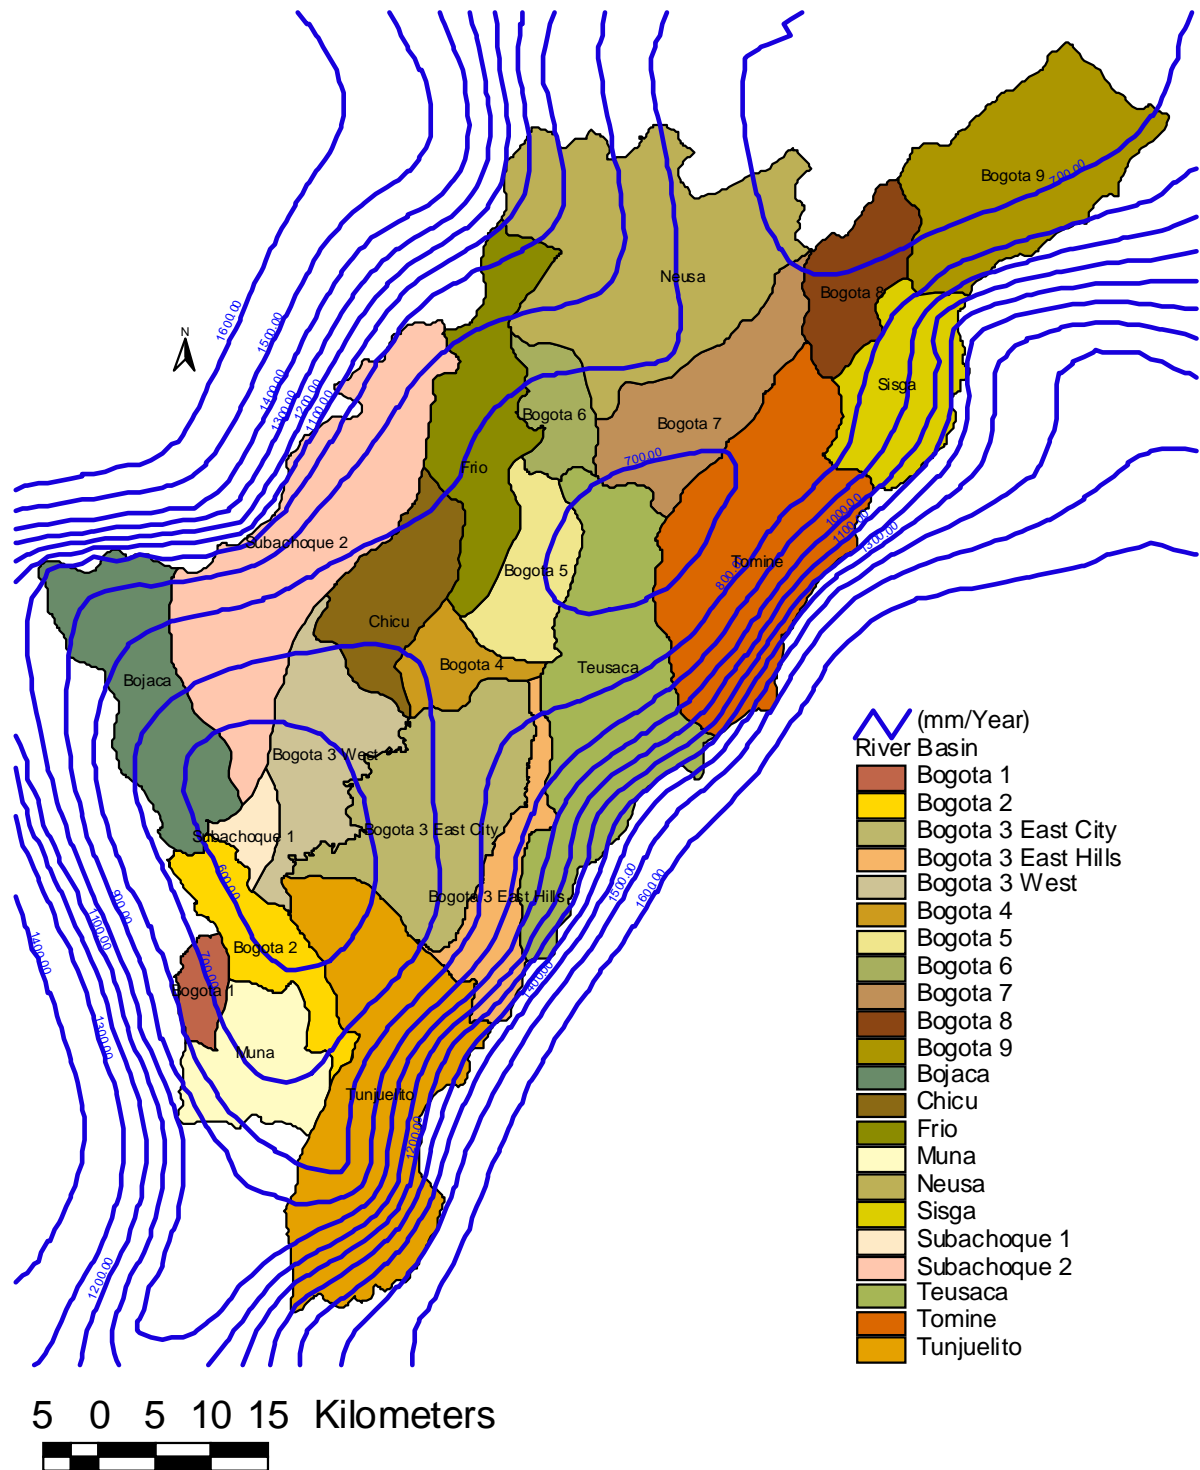 Bogota 9
700.00
Neusa
Bogota 8
1600.00
1500.00
N
1400.00
1300.00
1200.00
1100.00
Sisga
Bogota 6
Bogota 7
700.00
Frio
1000.00
1100.00
1300.00
Subachoque 2
Bogota 5
Tomine
Chicu
Bogota 4
Teusaca
Bojaca
Bogota 3 West
Subachoque 1
Bogota 3 East City
600.0
900.00
1100.00
1400.00
Bogota 3 East Hills
1500.00
1600.00
Bogota 2
700.00
Bogota 1
1400.00
1300.00
Muna
Tunjuelito
1200.00
1200.00
(mm/Year)
River Basin
Bogota 1
Bogota 2
Bogota 3 East City
Bogota 3 East Hills
Bogota 3 West
Bogota 4
Bogota 5
Bogota 6
Bogota 7
Bogota 8
Bogota 9
Bojaca
Chicu
Frio
Muna
Neusa
Sisga
Subachoque 1
Subachoque 2
Teusaca
Tomine
Tunjuelito
5 0 5 10 15 Kilometers